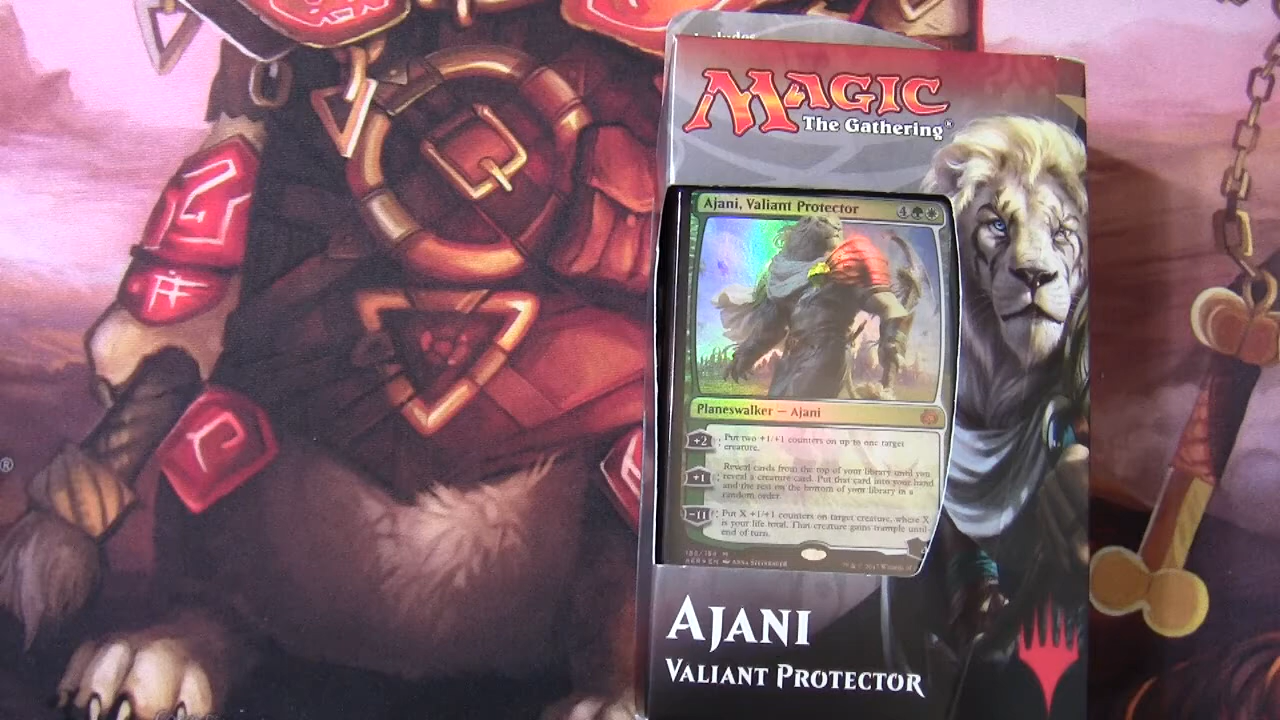 Includes
MAGIC
The Gathering®
Ajani, Valiant Protector
4
Planeswalker — Ajani
+2: Put two +1/+1 counters on up to one target
creature.
+1: Reveal cards from the top of your library until you
reveal a creature card. Put that card into your hand
and the rest on the bottom of your library in a
random order.
−11: Put X +1/+1 counters on target creature, where X
is your life total. That creature gains trample until
end of turn.
AJANI
VALIANT PROTECTOR
®